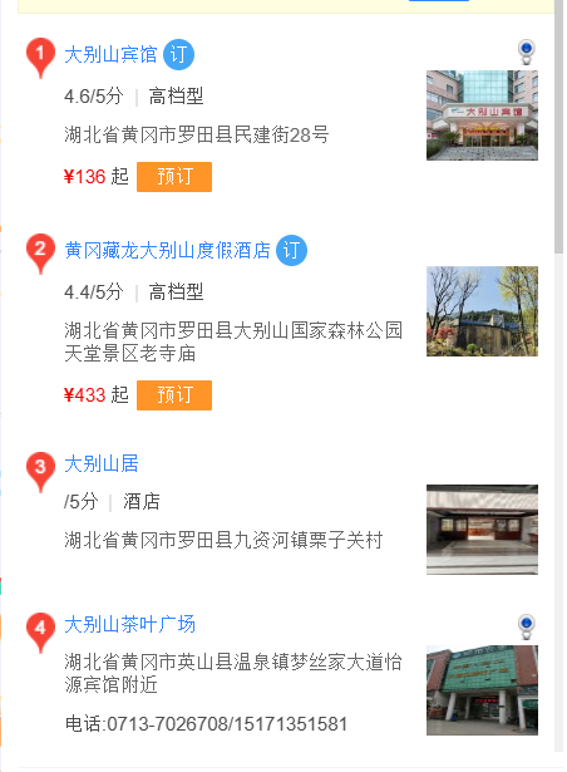 1
大别山宾馆 订
4.6/5分 | 高档型
湖北省黄冈市罗田县民建街28号
¥136 起 预订
大别山宾馆
2
黄冈藏龙大别山度假酒店 订
4.4/5分 | 高档型
湖北省黄冈市罗田县大别山国家森林公园
天堂景区老寺庙
¥433 起 预订
3
大别山居
/5分 | 酒店
湖北省黄冈市罗田县九资河镇栗子关村
4
大别山茶叶广场
湖北省黄冈市英山县温泉镇梦丝家大道怡
源宾馆附近
电话:0713-7026708/15171351581